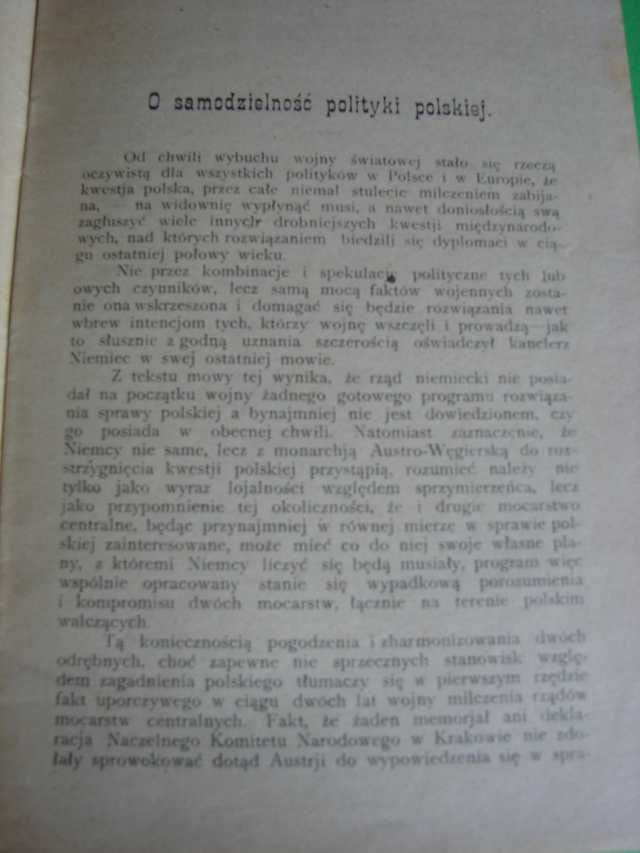 O samodzielność polityki polskiej.
Od chwili wybuchu wojny światowej stało się rzeczą
oczywistą dla wszystkich polityków w Polsce i w Europie, że
kwestja polska, przez całe niemal stulecie milczeniem zabija-
na, — na widownię wypłynąć musi, a nawet doniosłością swą
zagłuszyć wiele innych drobniejszych kwestji międzynarodo-
wych, nad których rozwiązaniem biedzili się dyplomaci w cią-
gu ostatniej połowy wieku.
Nie przez kombinacje i spekulacje polityczne tych lub
owych czynników, lecz samą mocą faktów wojennych zosta-
nie ona wskrzeszona i domagać się będzie rozwiązania nawet
wbrew intencjom tych, którzy wojnę wszczęli i prowadzą—jak
to słusznie z godną uznania szczerością oświadczył kanclerz
Niemiec w swej ostatniej mowie.
Z tekstu mowy tej wynika, że rząd niemiecki nie posia-
dał na początku wojny żadnego gotowego programu rozwiąza-
nia sprawy polskiej a bynajmniej nie jest dowiedzionem, czy
go posiada w obecnej chwili. Natomiast zaznaczenie, że
Niemcy nie same, lecz z monarchją Austro-Węgierską do roz-
strzygnięcia kwestji polskiej przystąpią, rozumieć należy nie
tylko jako wyraz lojalności względem sprzymierzeńca, lecz
jako przypomnienie tej okoliczności, że i drugie mocarstwo
centralne, będąc przynajmniej w równej mierze w sprawie pol-
skiej zainteresowane, może mieć co do niej swoje własne pla-
ny, z któremi Niemcy liczyć się będą musiały, program więc
wspólnie opracowany stanie się wypadkową porozumienia
i kompromisu dwóch mocarstw, łącznie na terenie polskim
walczących.
Tą koniecznością pogodzenia i zharmonizowania dwóch
odrębnych, choć zapewne nie sprzecznych stanowisk wzglę-
dem zagadnienia polskiego tłumaczy się w pierwszym rzędzie
fakt uporczywego w ciągu dwóch lat wojny milczenia rządów
mocarstw centralnych. Fakt, że żaden memorjał ani dekla-
racja Naczelnego Komitetu Narodowego w Krakowie nie zdo-
łały sprowokować dotąd Austrji do wypowiedzenia się w spra-